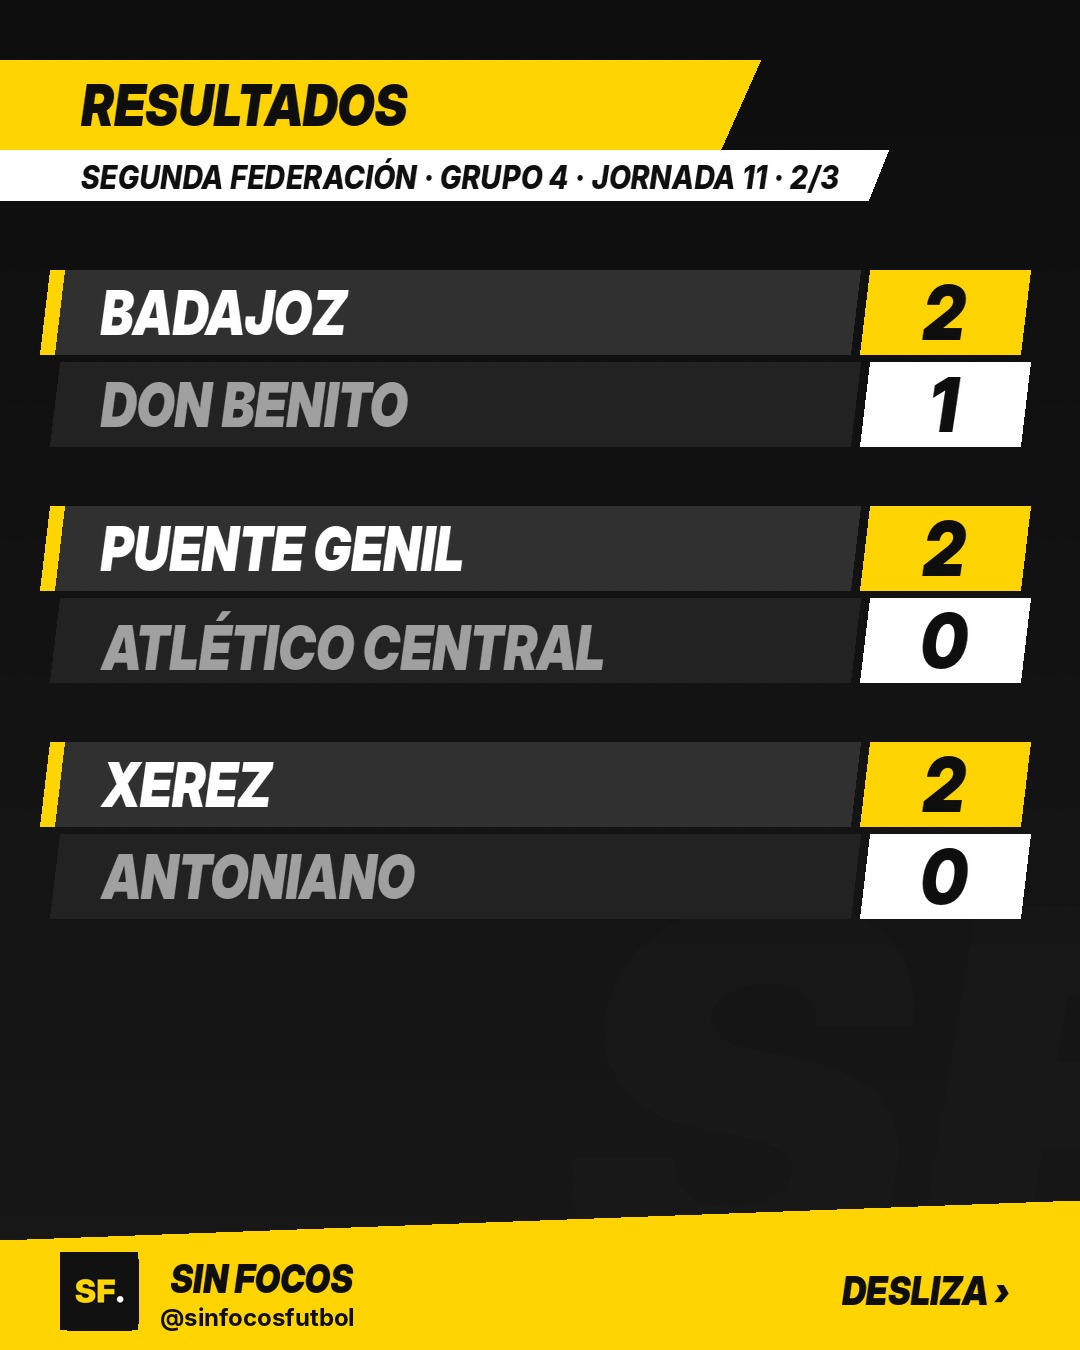 RESULTADOS
SEGUNDA FEDERACIÓN · GRUPO 4 · JORNADA 11 · 2/3
BADAJOZ 2
DON BENITO 1
PUENTE GENIL 2
ATLÉTICO CENTRAL 0
XEREZ 2
ANTONIANO 0
SF
SF.
SIN FOCOS
@sinfocosfutbol
DESLIZA ›